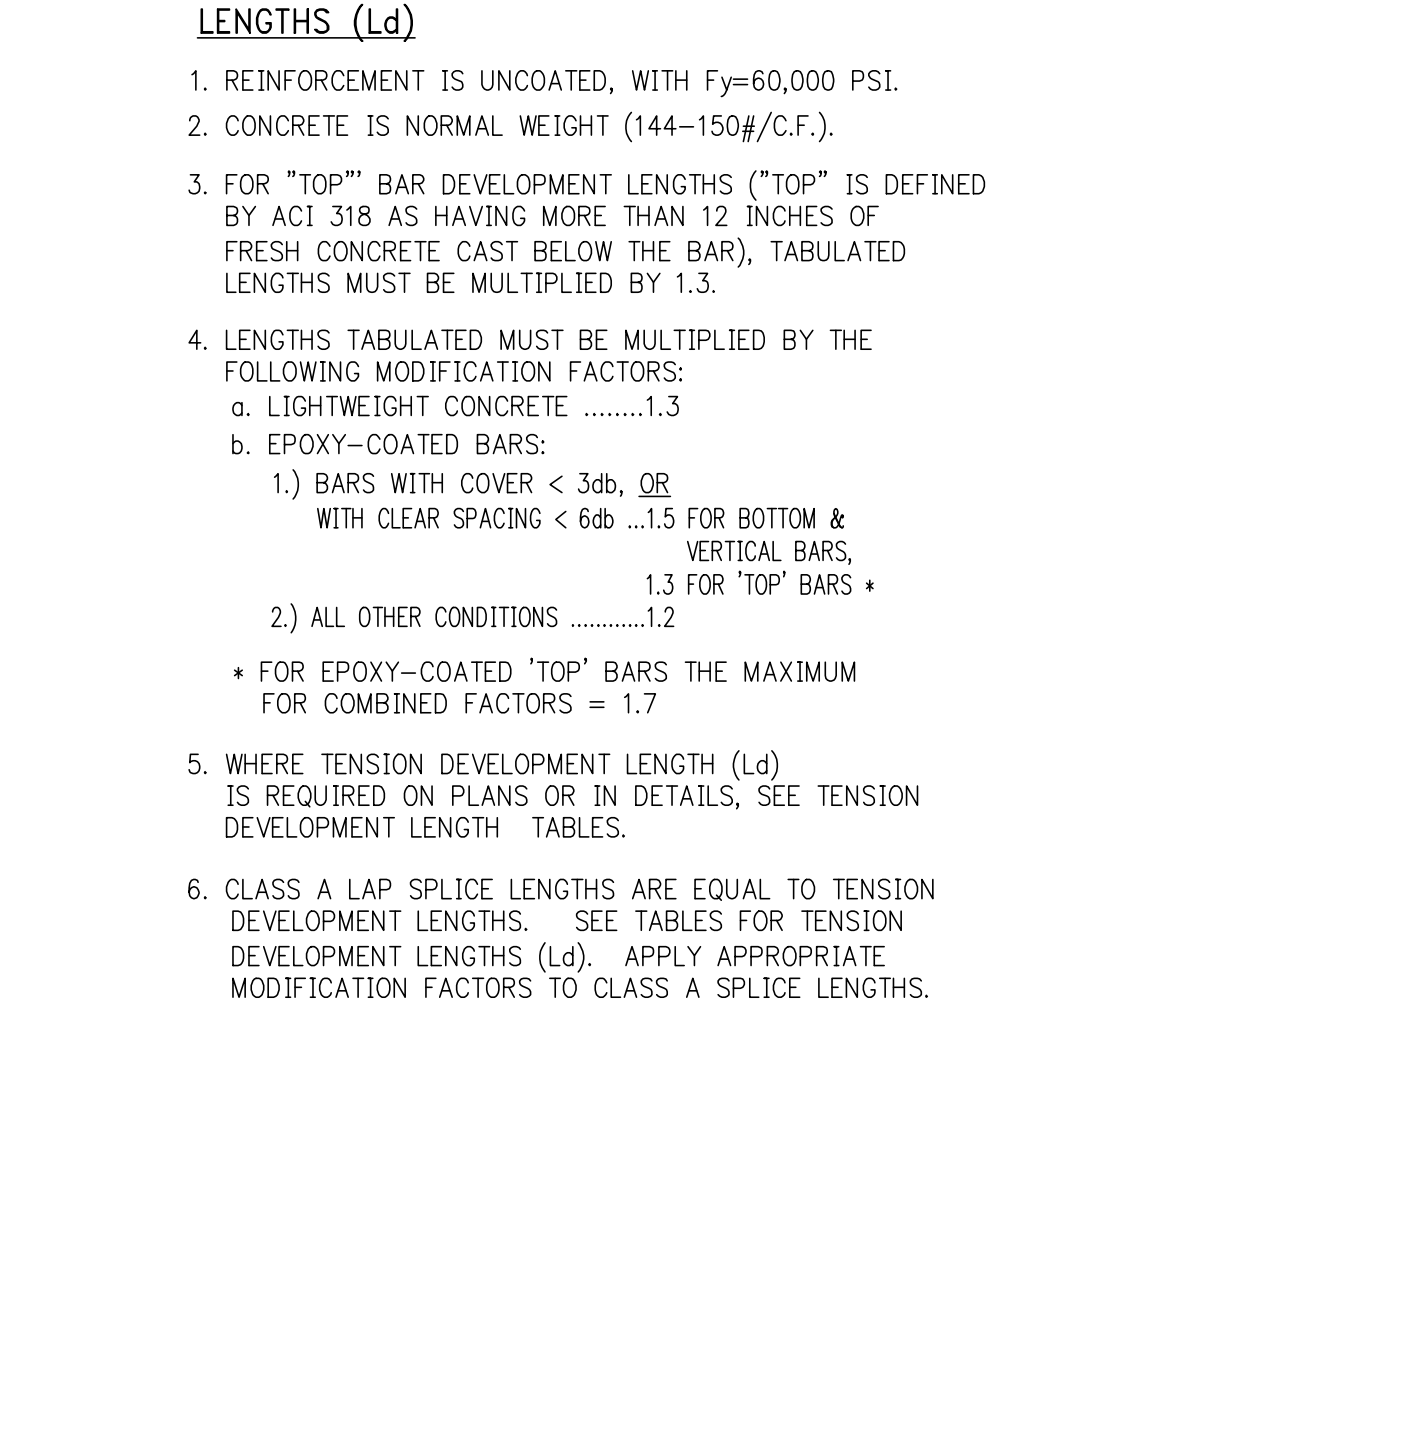 LENGTHS (Ld)
1. REINFORCEMENT IS UNCOATED, WITH Fy=60,000 PSI.
2. CONCRETE IS NORMAL WEIGHT (144-150#/C.F.).
3. FOR "TOP"' BAR DEVELOPMENT LENGTHS ("TOP" IS DEFINED
BY ACI 318 AS HAVING MORE THAN 12 INCHES OF
FRESH CONCRETE CAST BELOW THE BAR), TABULATED
LENGTHS MUST BE MULTIPLIED BY 1.3.
4. LENGTHS TABULATED MUST BE MULTIPLIED BY THE
FOLLOWING MODIFICATION FACTORS:
a. LIGHTWEIGHT CONCRETE ........1.3
b. EPOXY-COATED BARS:
1.) BARS WITH COVER < 3db, OR
WITH CLEAR SPACING < 6db ...1.5 FOR BOTTOM &
VERTICAL BARS,
1.3 FOR 'TOP' BARS *
2.) ALL OTHER CONDITIONS ............1.2
* FOR EPOXY-COATED 'TOP' BARS THE MAXIMUM
FOR COMBINED FACTORS = 1.7
5. WHERE TENSION DEVELOPMENT LENGTH (Ld)
IS REQUIRED ON PLANS OR IN DETAILS, SEE TENSION
DEVELOPMENT LENGTH TABLES.
6. CLASS A LAP SPLICE LENGTHS ARE EQUAL TO TENSION
DEVELOPMENT LENGTHS. SEE TABLES FOR TENSION
DEVELOPMENT LENGTHS (Ld). APPLY APPROPRIATE
MODIFICATION FACTORS TO CLASS A SPLICE LENGTHS.